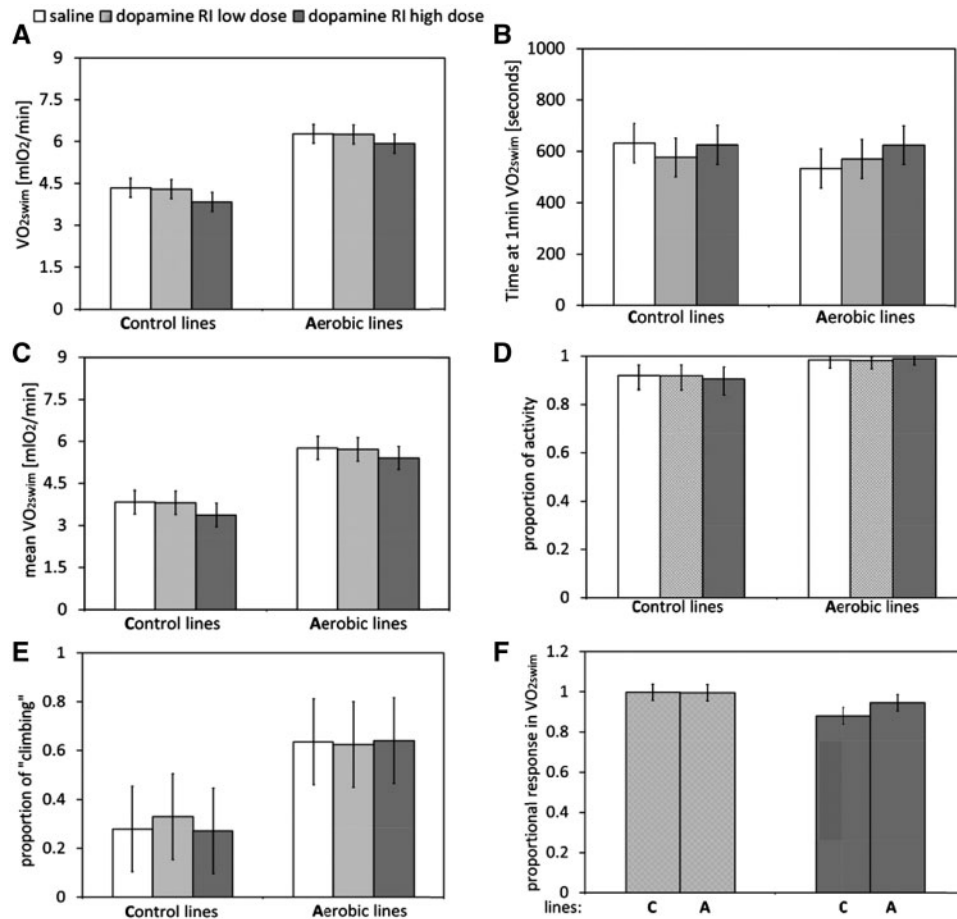 saline dopamine RI low dose dopamine RI high dose
A
VO2swim [mlO2/min]
9
7.5
6
4.5
3
1.5
0
Control lines Aerobic lines
B
Time at 1min VO2swim [seconds]
1000
800
600
400
200
0
Control lines Aerobic lines
C
mean VO2swim [mlO2/min]
9
7.5
6
4.5
3
1.5
0
Control lines Aerobic lines
D
proportion of activity
1
0.8
0.6
0.4
0.2
0
Control lines Aerobic lines
E
proportion of "climbing"
1
0.8
0.6
0.4
0.2
0
Control lines Aerobic lines
F
proportional response in VO2swim
1.2
1
0.8
0.6
0.4
0.2
0
lines: C A C A